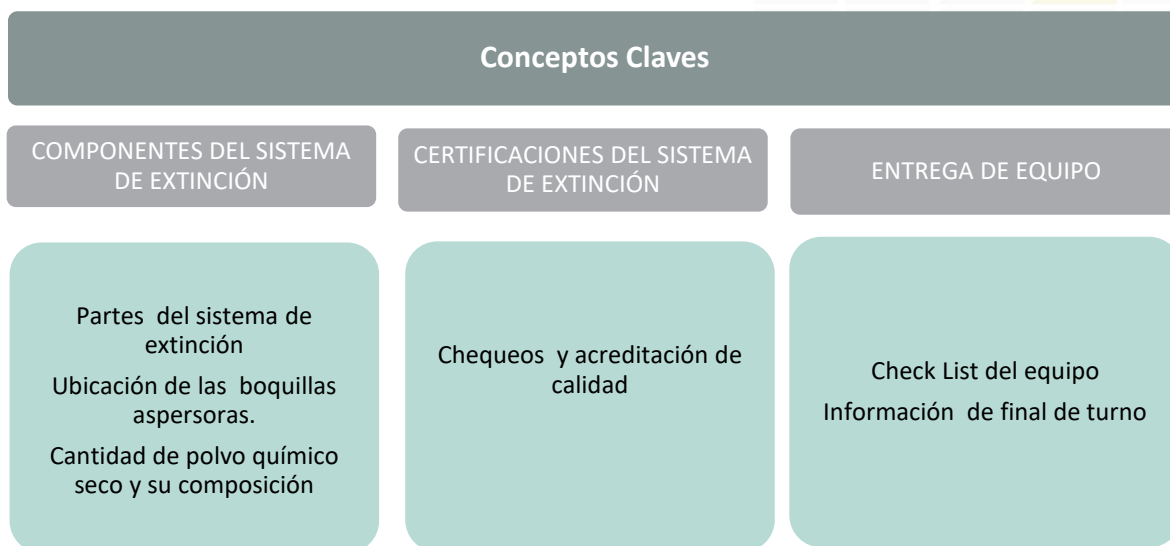 Conceptos Claves
COMPONENTES DEL SISTEMA
DE EXTINCIÓN
CERTIFICACIONES DEL SISTEMA
DE EXTINCIÓN
ENTREGA DE EQUIPO
Partes del sistema de
extinción
Ubicación de las boquillas
aspersoras.
Cantidad de polvo químico
seco y su composición
Chequeos y acreditación de
calidad
Check List del equipo
Información de final de turno